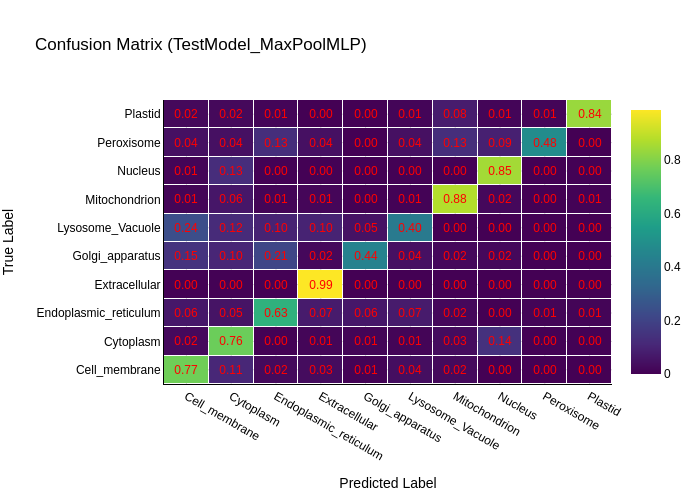 Confusion Matrix (TestModel_MaxPoolMLP)
True Label
Plastid 0.02 0.02 0.01 0.00 0.00 0.01 0.08 0.01 0.01 0.84
Peroxisome 0.04 0.04 0.13 0.04 0.00 0.04 0.13 0.09 0.48 0.00
Nucleus 0.01 0.13 0.00 0.00 0.00 0.00 0.00 0.85 0.00 0.00
Mitochondrion 0.01 0.06 0.01 0.01 0.00 0.01 0.88 0.02 0.00 0.01
Lysosome_Vacuole 0.12 0.10 0.10 0.05 0.40 0.00 0.00 0.00 0.00
Golgi_apparatus 0.15 0.10 0.02 0.44 0.04 0.02 0.02 0.00 0.00
Extracellular 0.00 0.00 0.00 0.99 0.00 0.00 0.00 0.00 0.00 0.00
Endoplasmic_reticulum 0.06 0.05 0.63 0.07 0.06 0.07 0.02 0.00 0.01 0.01
Cytoplasm 0.02 0.76 0.00 0.01 0.01 0.01 0.03 0.14 0.00 0.00
Cell_membrane 0.77 0.11 0.02 0.03 0.01 0.04 0.02 0.00 0.00 0.00
Cell_membrane Cytoplasm Endoplasmic_reticulum Extracellular Golgi_apparatus Lysosome_Vacuole Mitochondrion Nucleus Peroxisome Plastid
Predicted Label
0.8
0.6
0.4
0.2
0